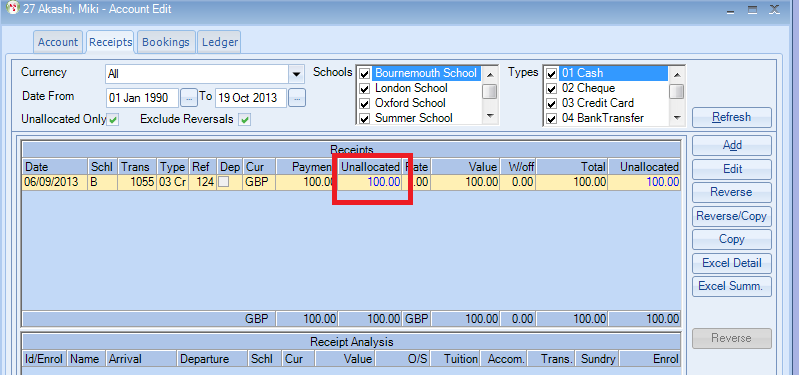 27 Akashi, Miki - Account Edit
Account Receipts Bookings Ledger
Currency All Schools Bournemouth School Types 01 Cash
London School 02 Cheque
Date From 01 Jan 1990 ... To 19 Oct 2013 ... Oxford School 03 Credit Card
Unallocated Only Exclude Reversals Summer School 04 BankTransfer
Refresh
Receipts
Add
Date Schl Trans Type Ref Dep Cur Payment Unallocated Value W/off Total Unallocated
Edit
06/09/2013 B 1055 03 Cr 124 GBP 100.00 100.00 .00 100.00 0.00 100.00 100.00
Reverse
Reverse/Copy
Copy
Excel Detail
Excel Summ.
GBP 100.00 100.00 GBP 100.00 0.00 100.00 100.00
Reverse
Receipt Analysis
Id/Enrol Name Arrival Departure Schl Cur Value O/S Tuition Accom. Trans. Sundry Enrol